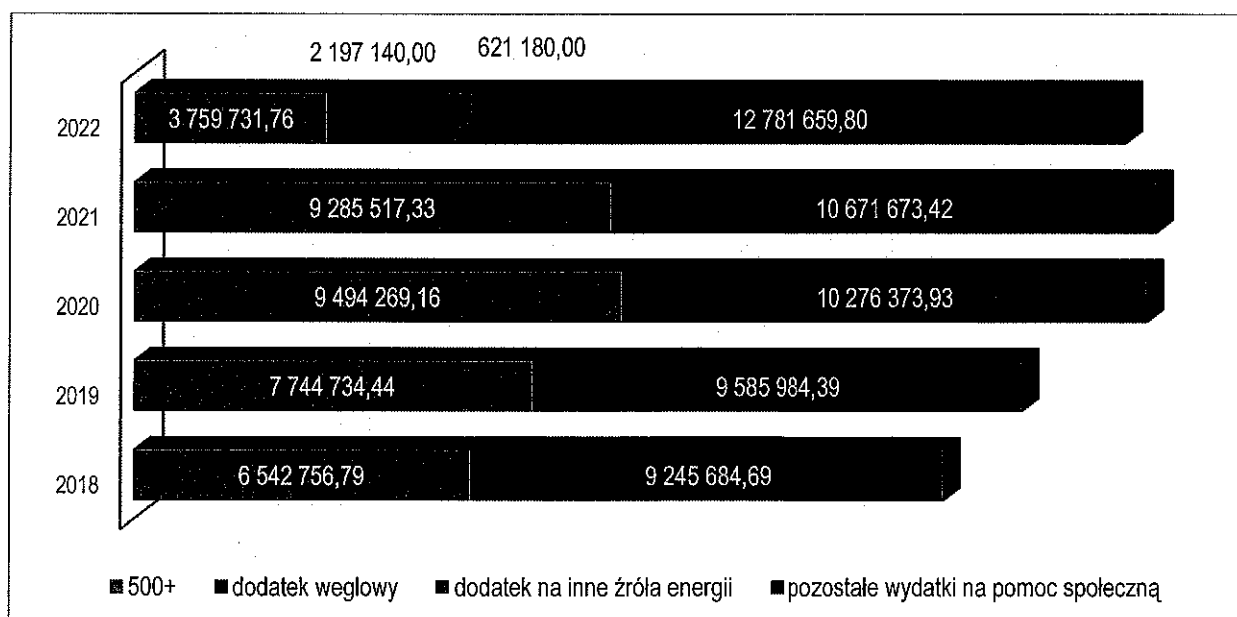 2 197 140,00 621 180,00
2022 3 759 731,76 12 781 659,80
2021 9 285 517,33 10 671 673,42
2020 9 494 269,16 10 276 373,93
2019 7 744 734,44 9 585 984,39
2018 6 542 756,79 9 245 684,69
500+ dodatek weglowy dodatek na inne źróła energii pozostałe wydatki na pomoc społeczną